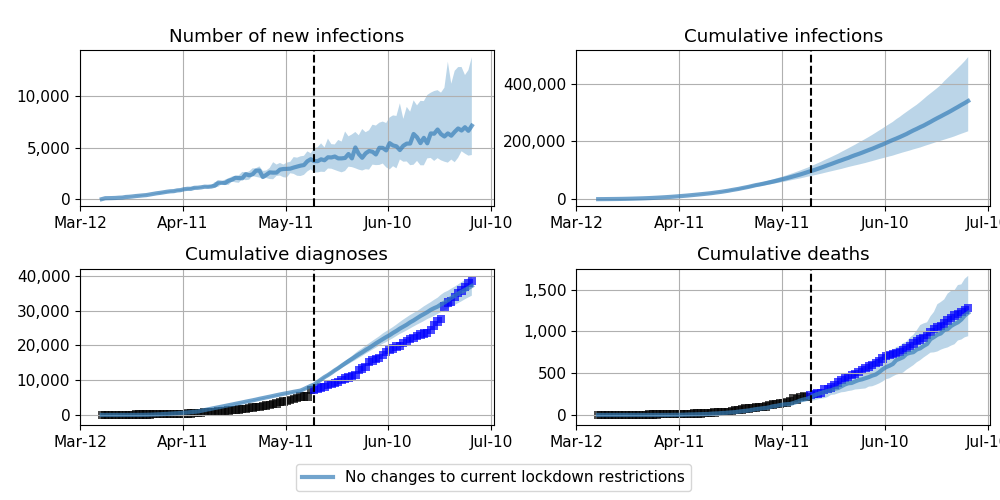 Number of new infections
Cumulative infections
10,000
5,000
0
400,000
200,000
0
Mar-12 Apr-11 May-11 Jun-10 Jul-10
Mar-12 Apr-11 May-11 Jun-10 Jul-10
Cumulative diagnoses
Cumulative deaths
40,000
30,000
20,000
10,000
0
1,500
1,000
500
0
Mar-12 Apr-11 May-11 Jun-10 Jul-10
Mar-12 Apr-11 May-11 Jun-10 Jul-10
No changes to current lockdown restrictions